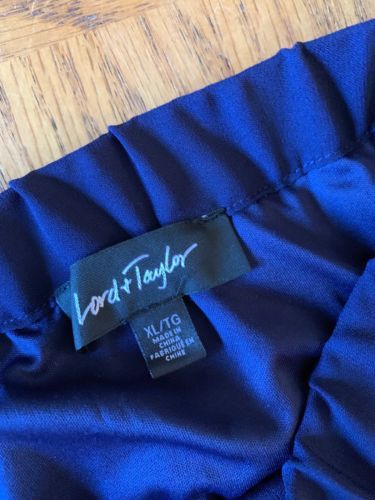 Lord + Taylor
XL/TG
MADE IN
CHINA
FABRIQUÉ EN
CHINE